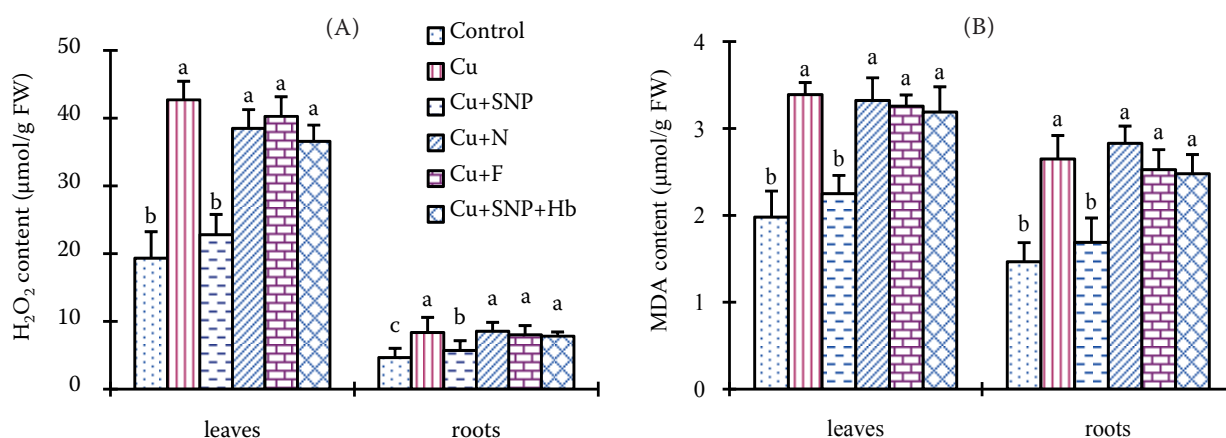 (A)
H₂O₂ content (µmol/g FW)
50
40
30
20
10
0
b
a
b
a
a
a
c
a
b
a
a
a
leaves
roots
Control
Cu
Cu+SNP
Cu+N
Cu+F
Cu+SNP+Hb
(B)
MDA content (µmol/g FW)
4
3
2
1
0
b
a
b
a
a
a
b
a
b
a
a
a
leaves
roots